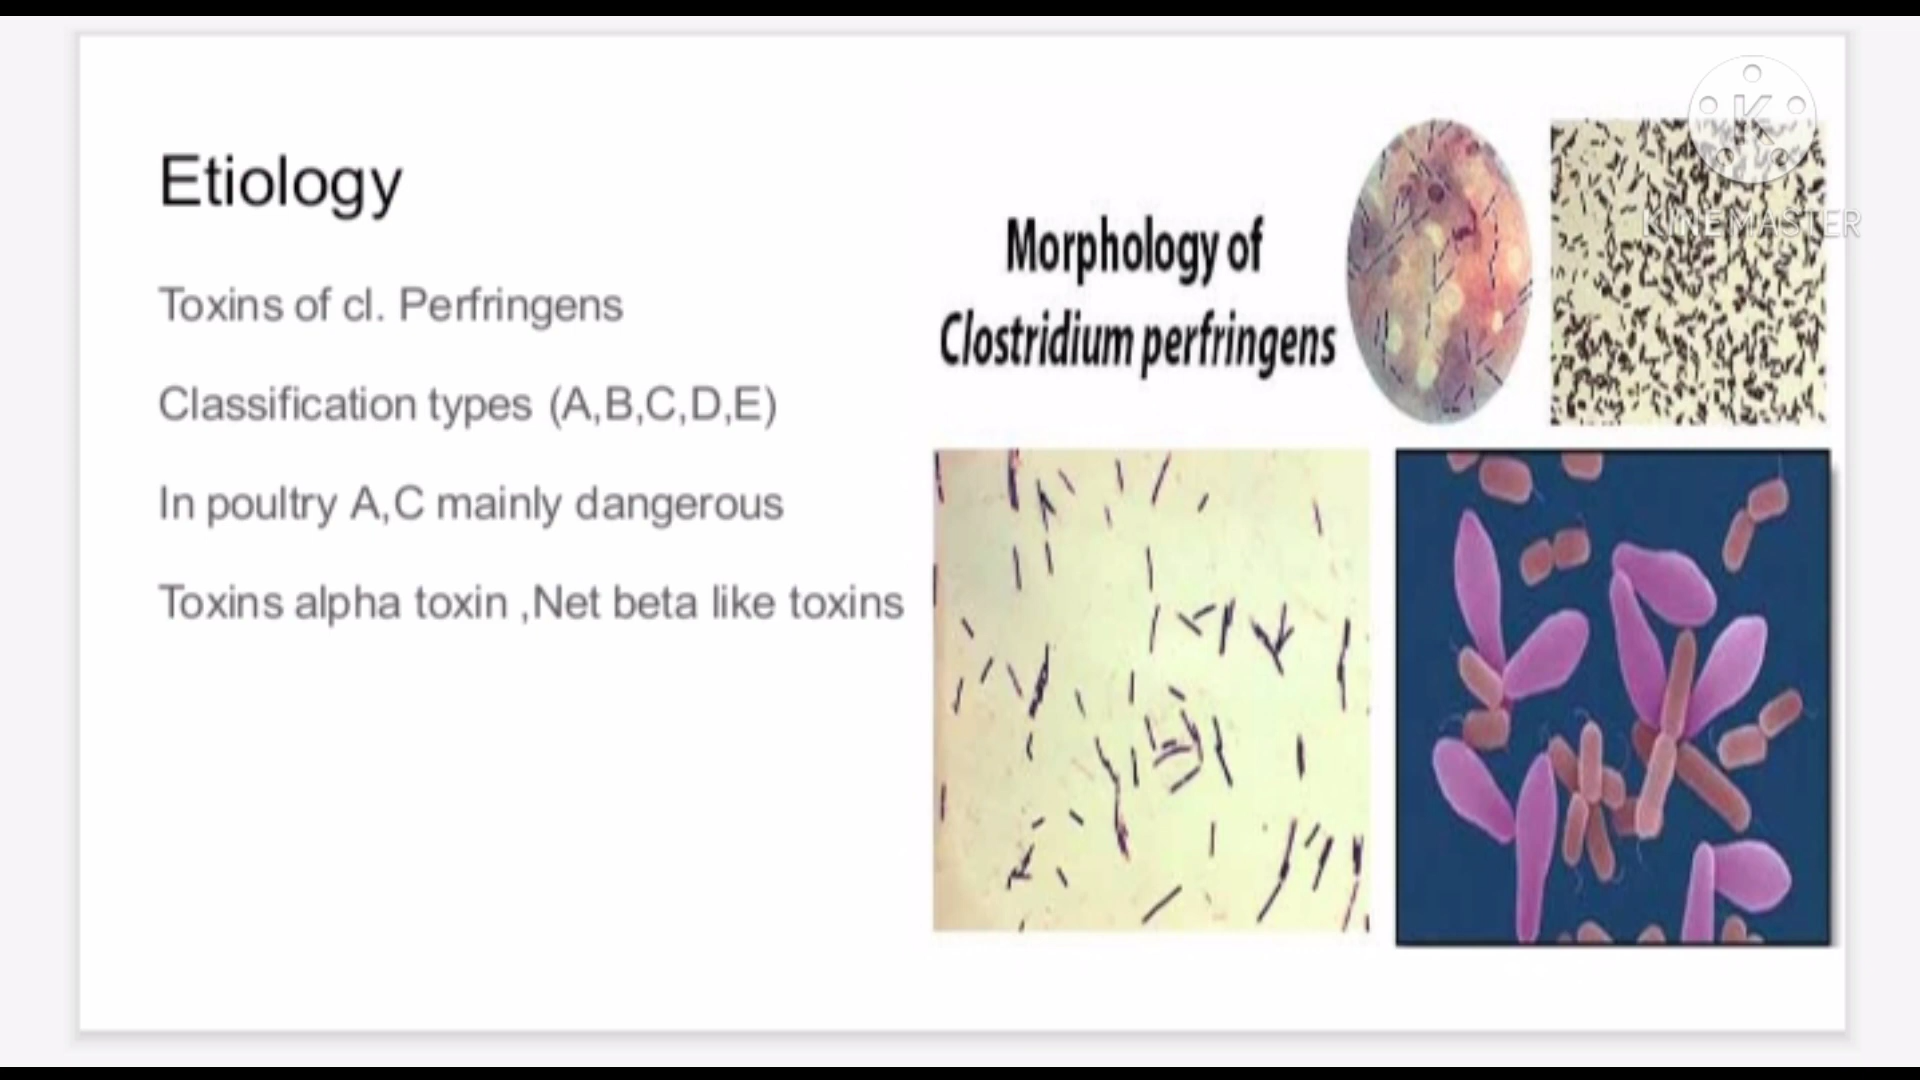 Etiology
Toxins of cl. Perfringens
Classification types (A,B,C,D,E)
In poultry A,C mainly dangerous
Toxins alpha toxin ,Net beta like toxins
Morphology of
Clostridium perfringens
K
KINEMASTER